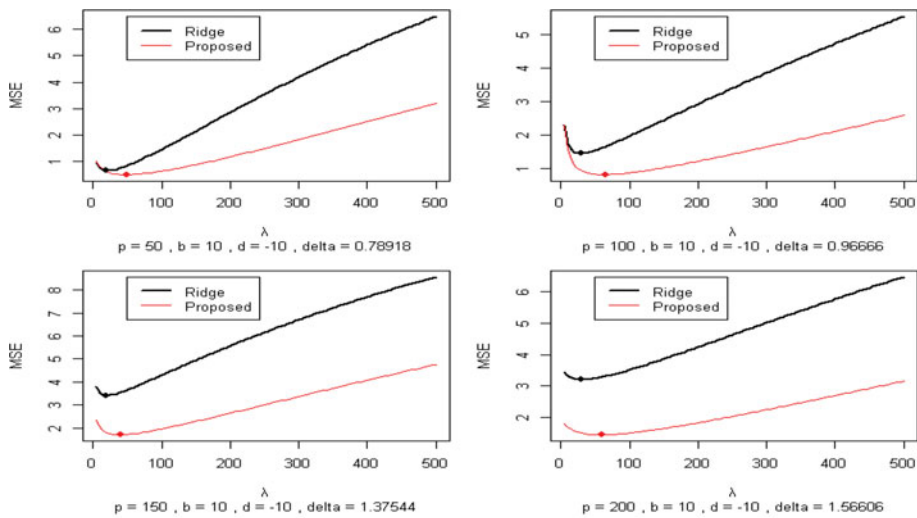 Ridge
Proposed
MSE
6
5
4
3
2
1
0 100 200 300 400 500
λ
p = 50 , b = 10 , d = -10 , delta = 0.78918
Ridge
Proposed
MSE
5
4
3
2
1
0 100 200 300 400 500
λ
p = 100 , b = 10 , d = -10 , delta = 0.96666
Ridge
Proposed
MSE
8
7
6
5
4
3
2
0 100 200 300 400 500
λ
p = 150 , b = 10 , d = -10 , delta = 1.37544
Ridge
Proposed
MSE
6
5
4
3
2
0 100 200 300 400 500
λ
p = 200 , b = 10 , d = -10 , delta = 1.56606